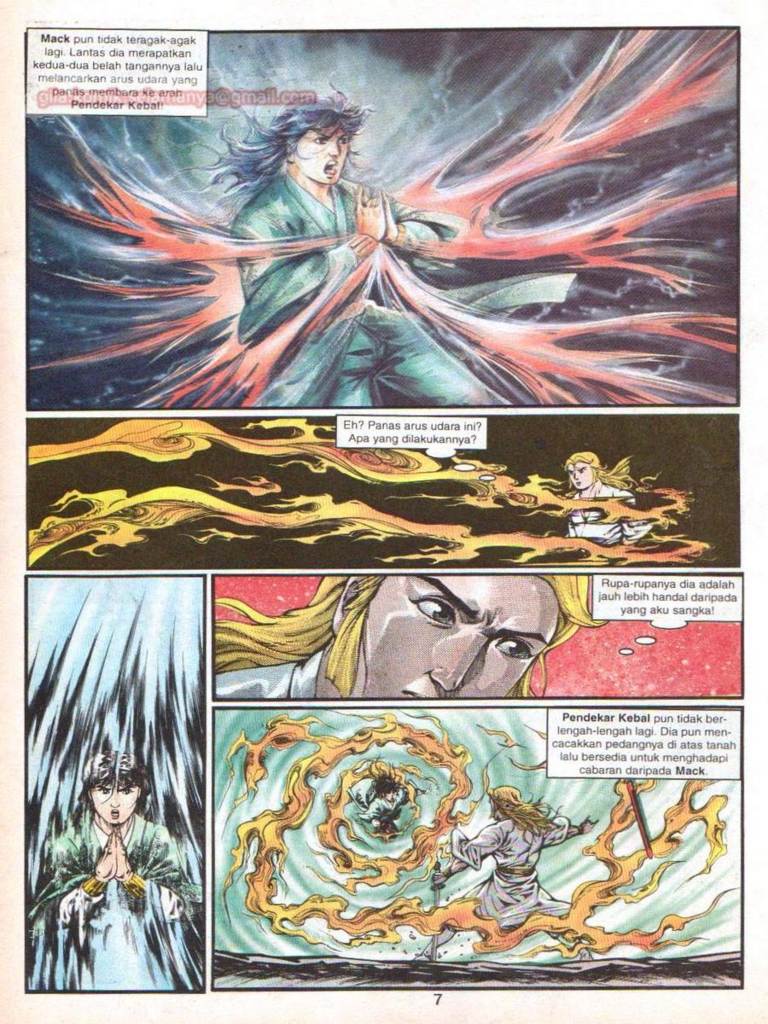 Mack pun tidak teragak-agak
lagi. Lantas dia merapatkan
kedua-dua belah tangannya lalu
melancarkan arus udara yang
panas membara ke arah
Pendekar Kebal!
@gmail.com
Eh? Panas arus udara ini?
Apa yang dilakukannya?
Rupa-rupanya dia adalah
jauh lebih handal daripada
yang aku sangka!
Pendekar Kebal pun tidak ber-
lengah-lengah lagi. Dia pun men-
cacakkan pedangnya di atas tanah
lalu bersedia untuk menghadapi
cabaran daripada Mack.
7